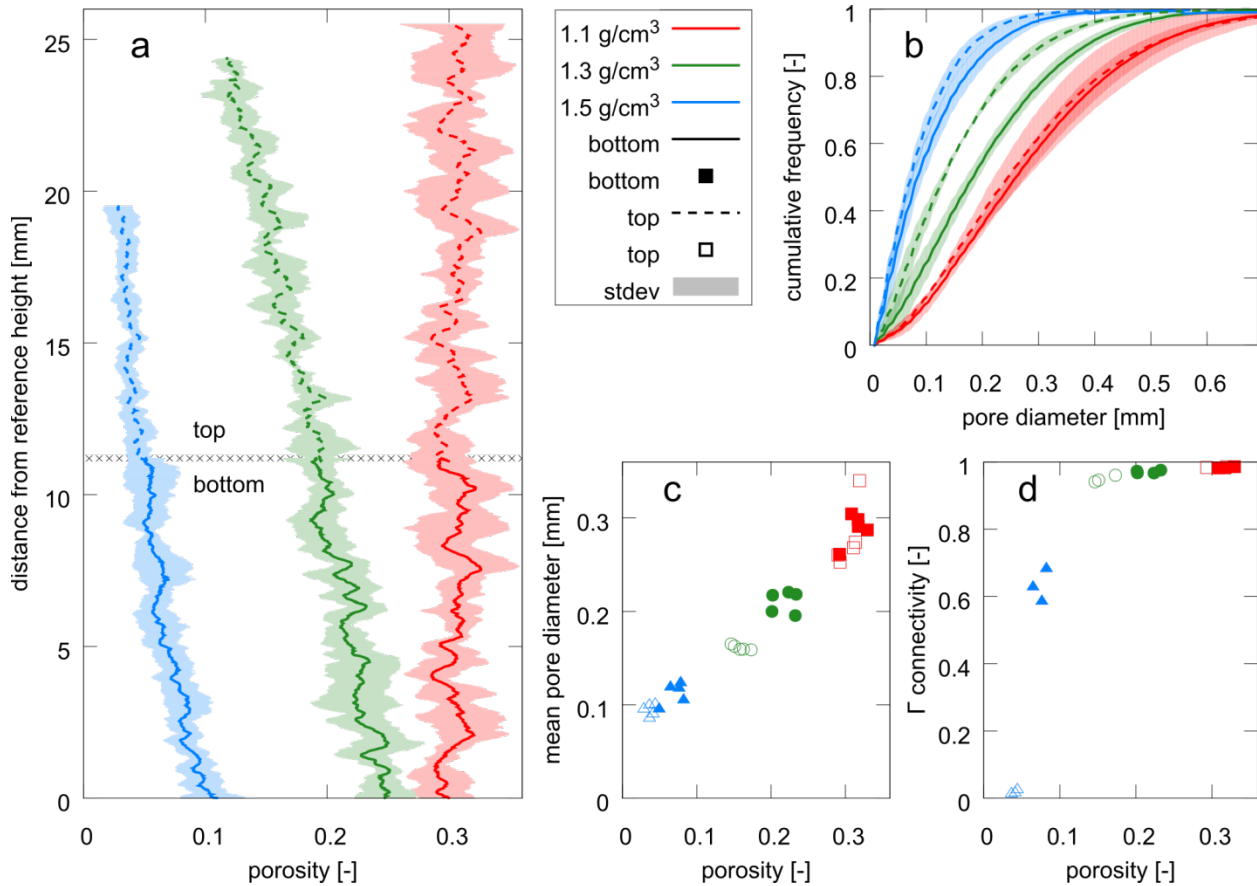 a
25
20
15
10
5
0
distance from reference height [mm]
top
bottom
0
0.1
0.2
0.3
porosity [-]
1.1 g/cm³
1.3 g/cm³
1.5 g/cm³
bottom
bottom
top
top
stdev
b
1
0.8
0.6
0.4
0.2
0
cumulative frequency [-]
0
0.1
0.2
0.3
0.4
0.5
0.6
pore diameter [mm]
c
0.3
0.2
0.1
0
mean pore diameter [mm]
0
0.1
0.2
0.3
porosity [-]
d
1
0.8
0.6
0.4
0.2
0
Γ connectivity [-]
0
0.1
0.2
0.3
porosity [-]